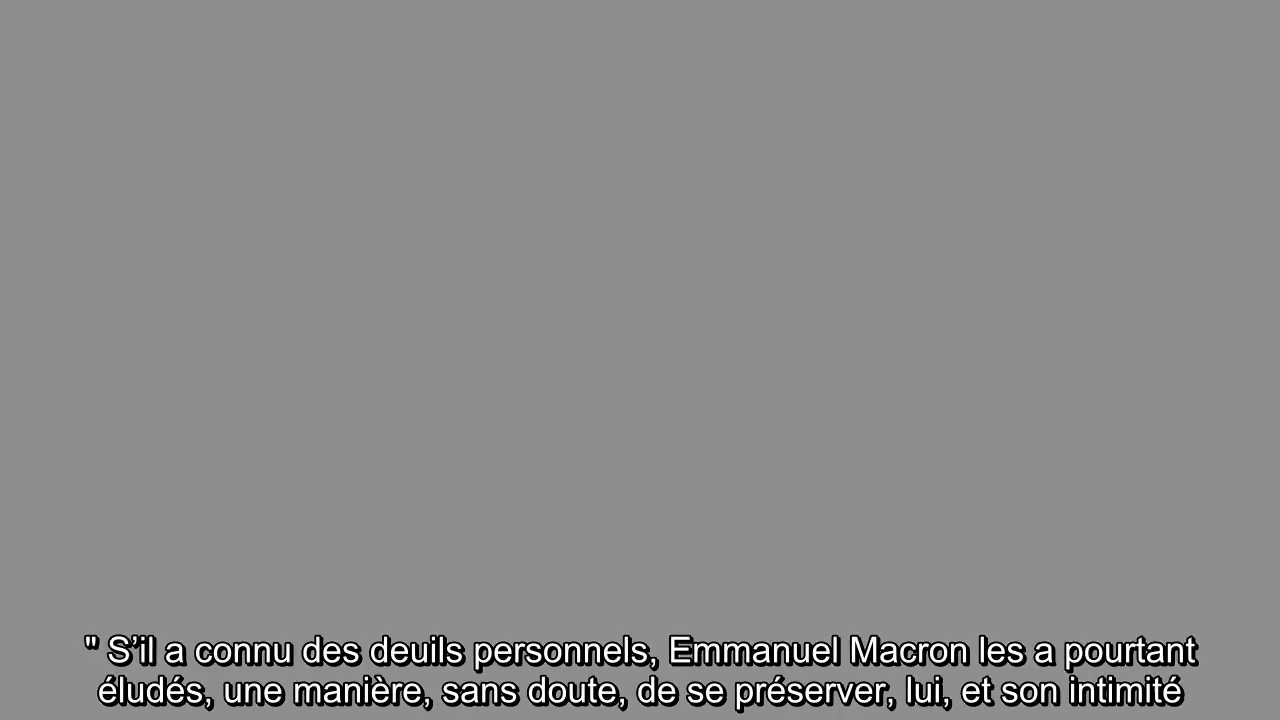 " S’il a connu des deuils personnels, Emmanuel Macron les a pourtant
éludés, une manière, sans doute, de se préserver, lui, et son intimité